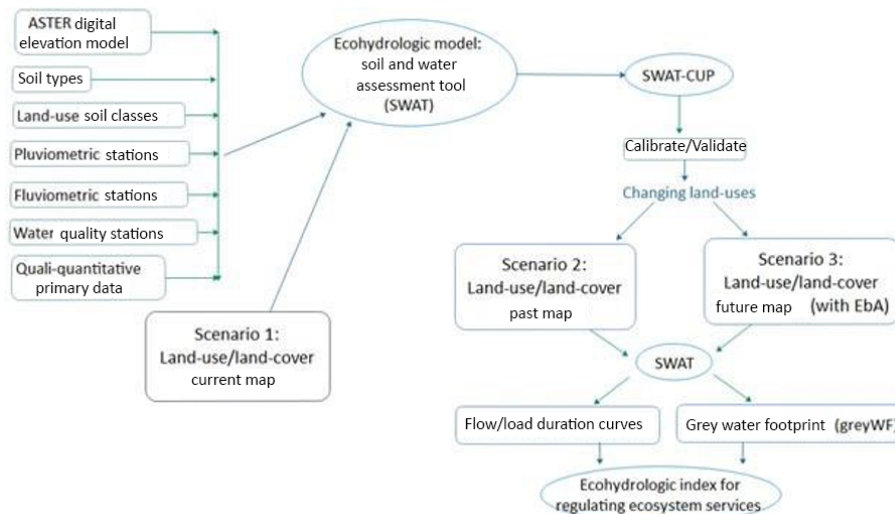 ASTER digital
elevation model
Soil types
Land-use soil classes
Pluviometric stations
Fluviometric stations
Water quality stations
Quali-quantitative
primary data
Scenario 1:
Land-use/land-cover
current map
Ecohydrologic model:
soil and water
assessment tool
(SWAT)
SWAT-CUP
Calibrate/Validate
Changing land-uses
Scenario 2:
Land-use/land-cover
past map
Scenario 3:
Land-use/land-cover
future map (with EbA)
SWAT
Flow/load duration curves
Grey water footprint (greyWF)
Ecohydrologic index for
regulating ecosystem services